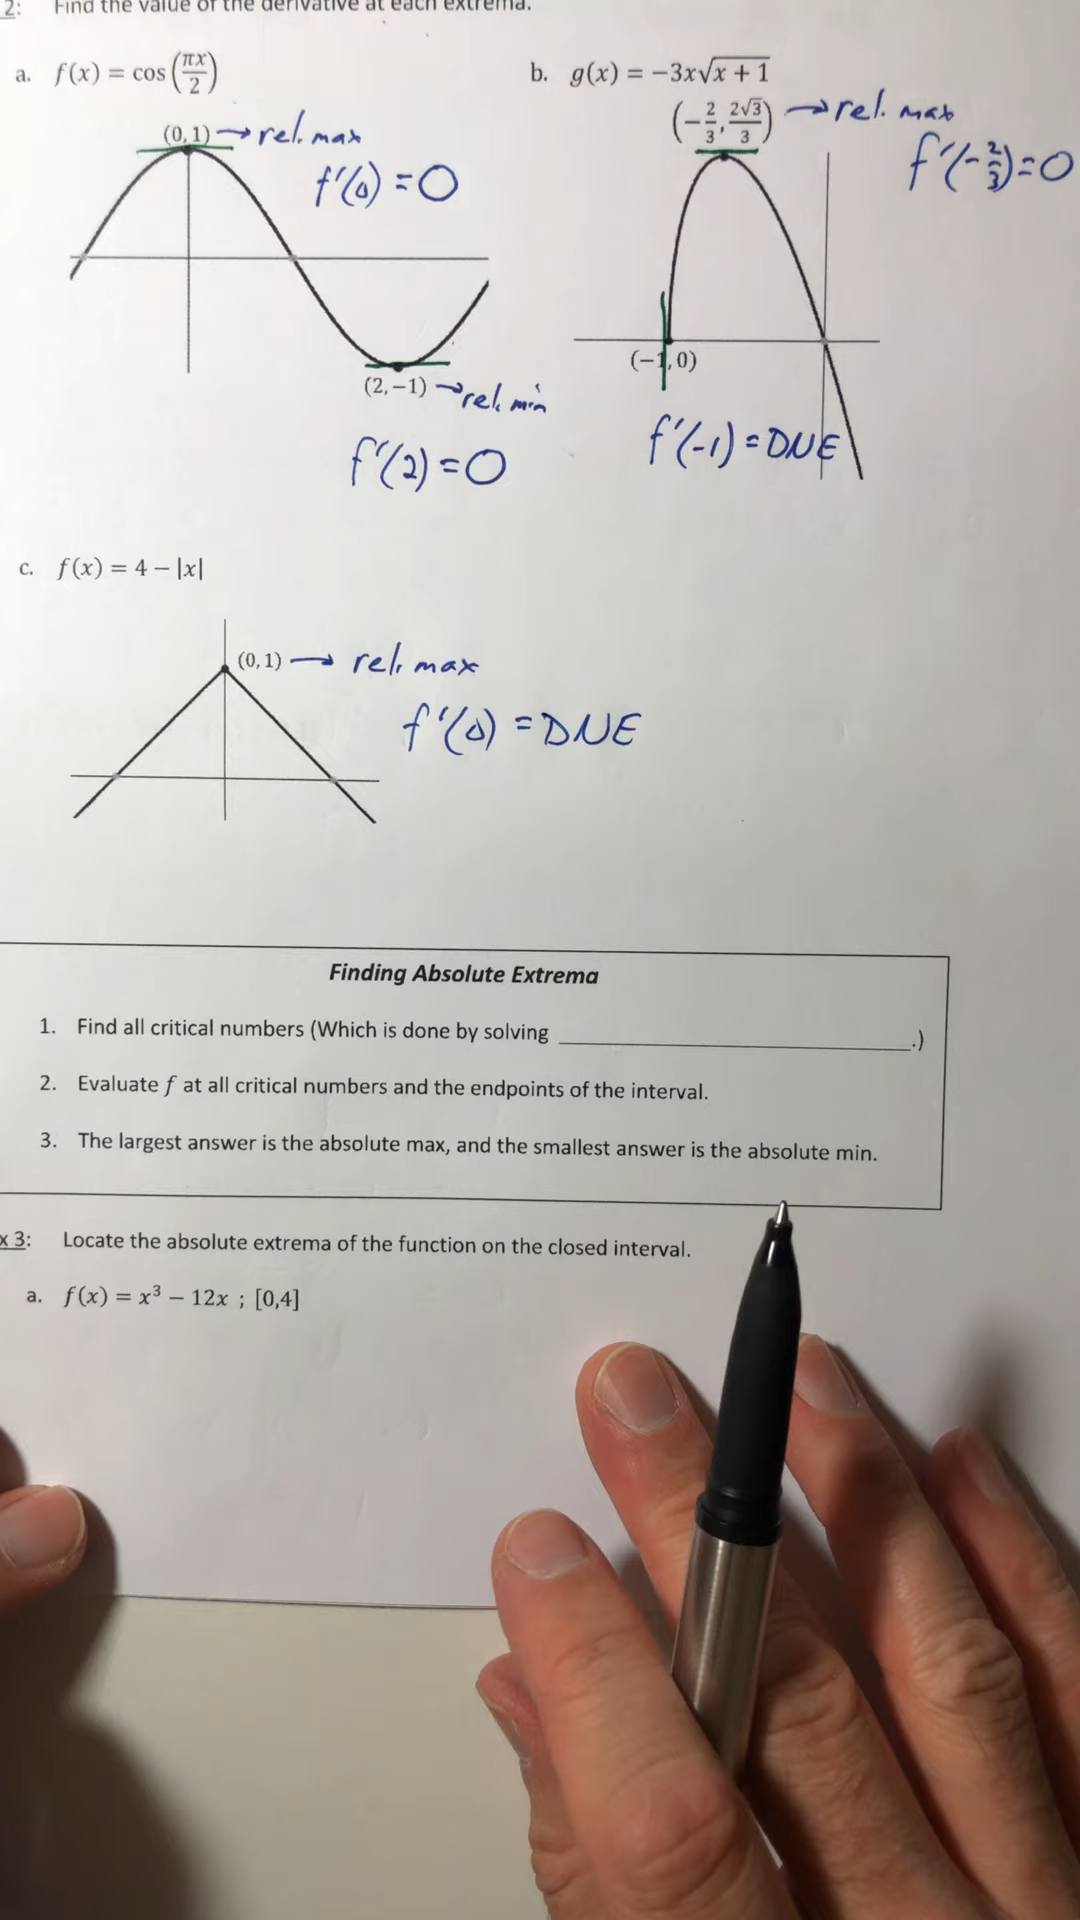 2: Find the value of the derivative at each extrema.
a. f(x) = cos(πx/2)
(0,1) → rel. max
f'(0) = 0
(2,−1) → rel. min
f'(2) = 0
b. g(x) = −3x√x + 1
(−2/3, 2√3/3) → rel. max
f'(-2/3) = 0
(−1,0)
f'(-1) = DNE
c. f(x) = 4 − |x|
(0,1) → rel. max
f'(0) = DNE
Finding Absolute Extrema
1. Find all critical numbers (Which is done by solving ____________________.)
2. Evaluate f at all critical numbers and the endpoints of the interval.
3. The largest answer is the absolute max, and the smallest answer is the absolute min.
x 3: Locate the absolute extrema of the function on the closed interval.
a. f(x) = x³ − 12x ; [0,4]